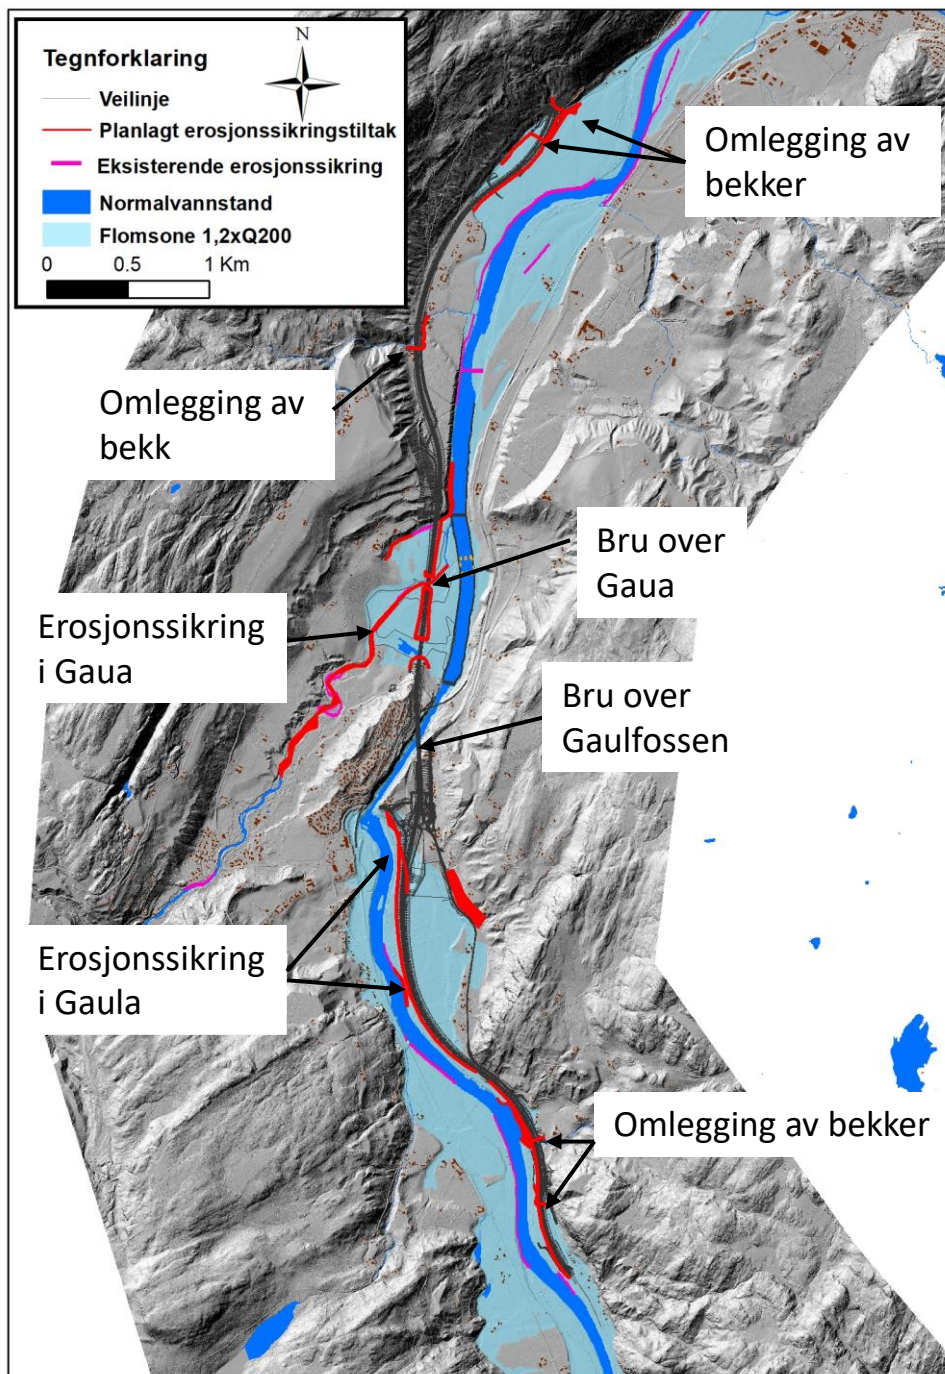 Tegnforklaring
N
Veilinje
Planlagt erosjonssikringstiltak
Eksisterende erosjonssikring
Normalvannstand
Flomsone 1,2xQ200
0 0.5 1 Km
Omlegging av
bekker
Omlegging av
bekk
Bru over
Gaua
Erosjonssikring
i Gaua
Bru over
Gaulfossen
Erosjonssikring
i Gaula
Omlegging av bekker